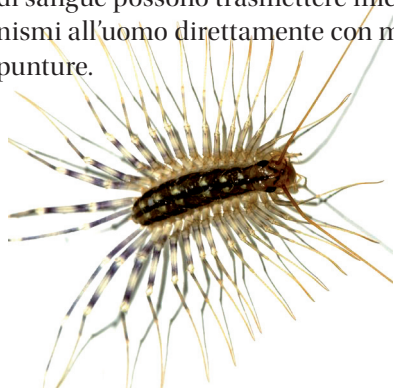 di sangue possono trasmettere
nismi all'uomo direttamente con
punture.